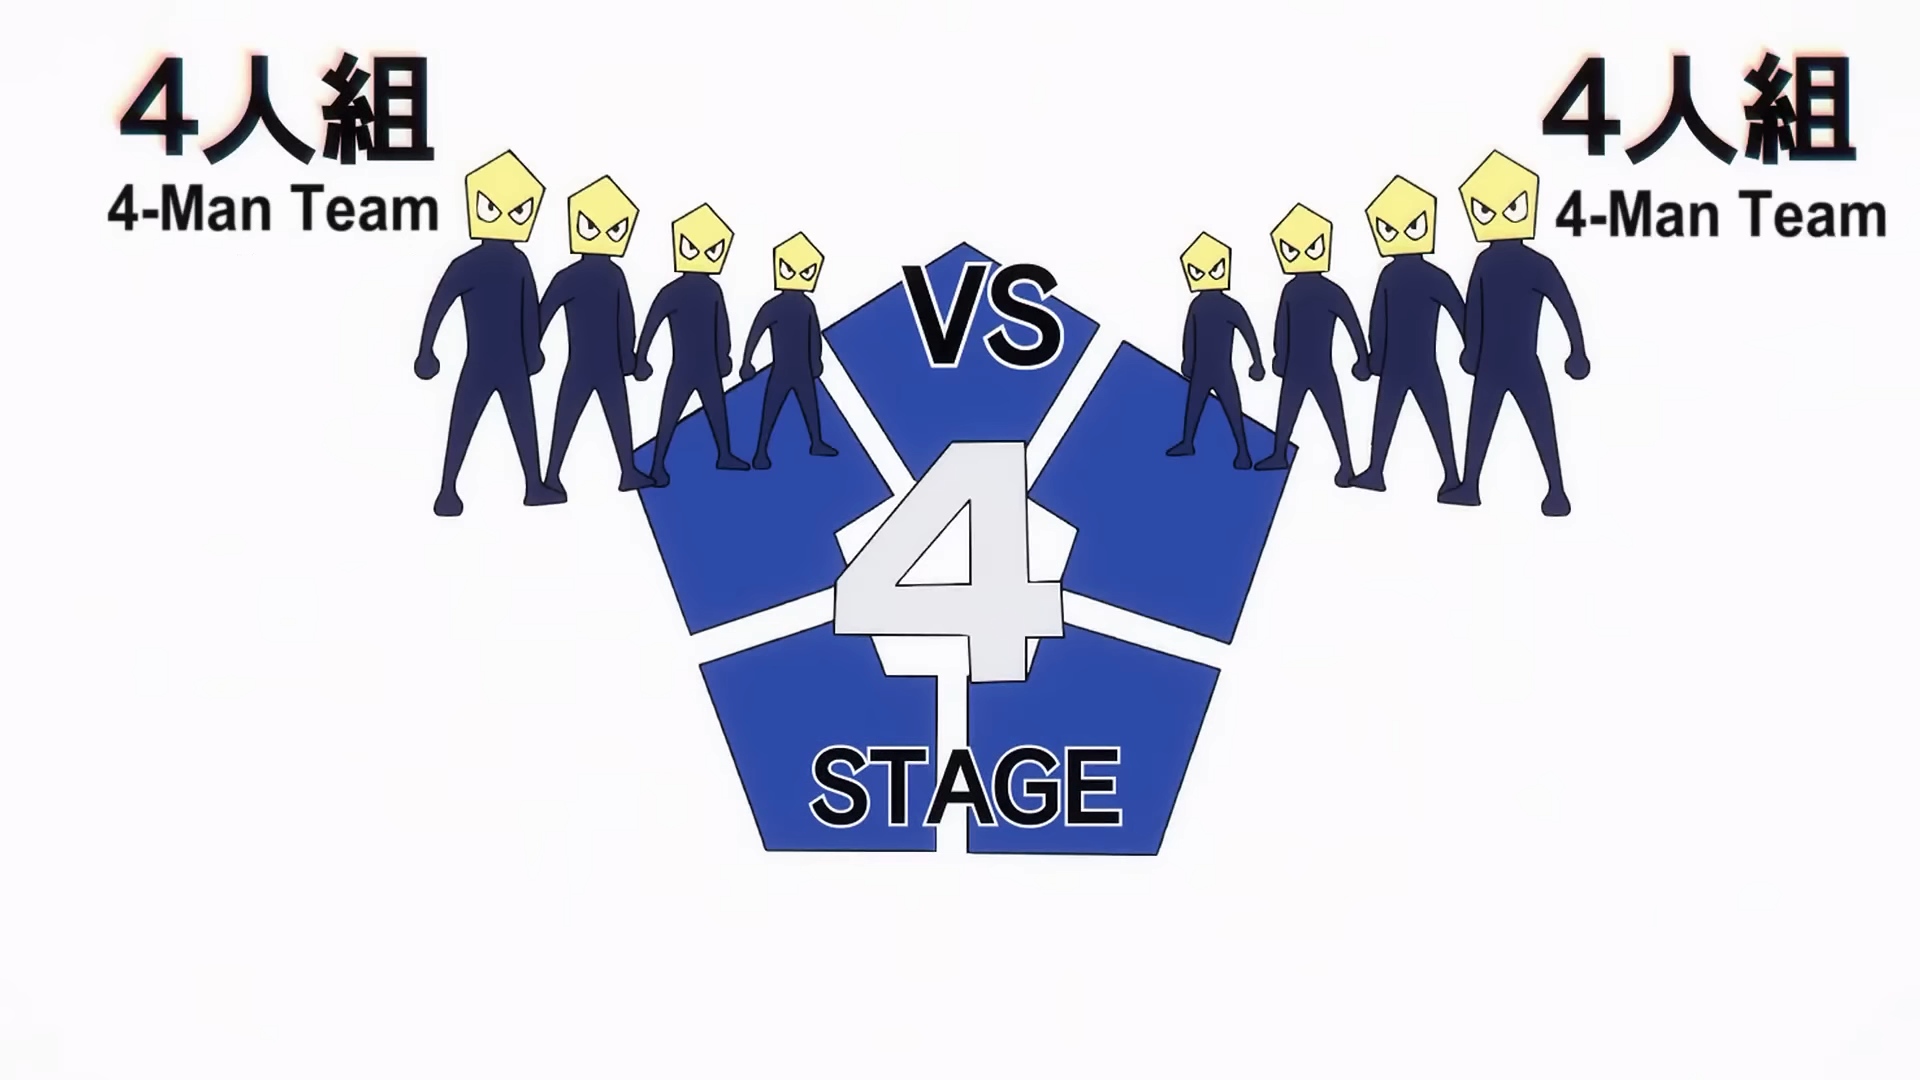 ４人組
4-Man Team
４人組
4-Man Team
VS
4
STAGE